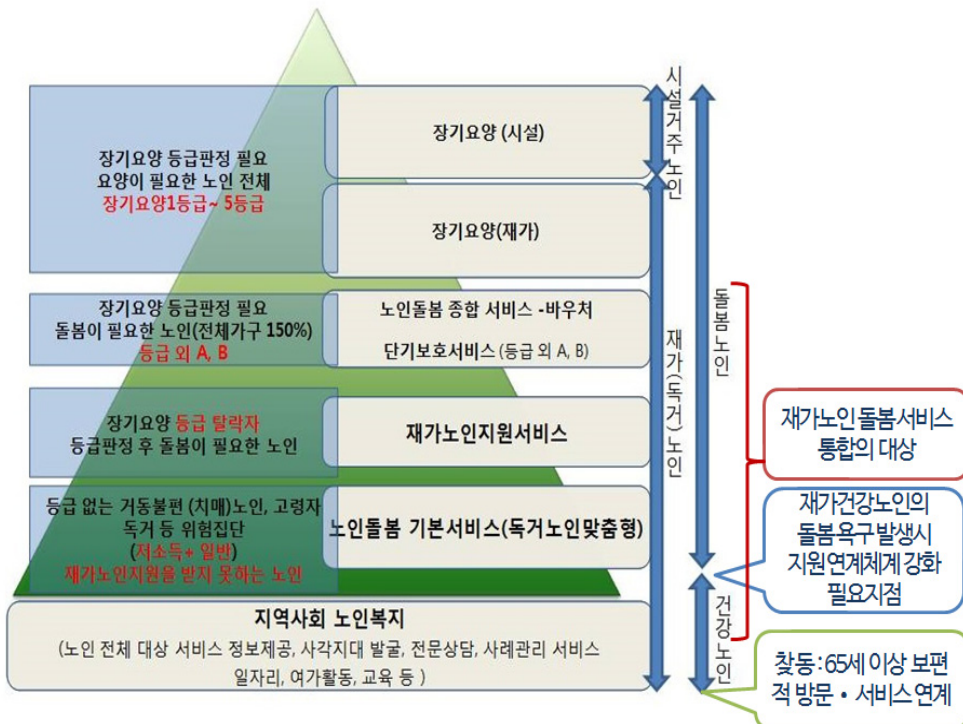 장기요양 등급판정 필요
요양이 필요한 노인 전체
장기요양1등급~ 5등급
장기요양 (시설)
장기요양(재가)
장기요양 등급판정 필요
돌봄이 필요한 노인(전체가구 150%)
등급 외 A, B
노인돌봄 종합 서비스 -바우처
단기보호서비스 (등급 외 A, B)
장기요양 등급 탈락자
등급판정 후 돌봄이 필요한 노인
재가노인지원서비스
등급 없는 거동불편 (치매)노인, 고령자
독거 등 위험집단
(저소득+ 일반)
재가노인지원을 받지 못하는 노인
노인돌봄 기본서비스(독거노인맞춤형)
지역사회 노인복지
(노인 전체 대상 서비스 정보제공, 사각지대 발굴, 전문상담, 사례관리 서비스
일자리, 여가활동, 교육 등 )
시설거주 노인
재가(독거)노인
돌봄 노인
건강 노인
재가노인 돌봄서비스
통합의 대상
재가건강노인의
돌봄욕구 발생시
지원연계체계 강화
필요지점
찾동 : 65세 이상 보편
적 방문 • 서비스 연계